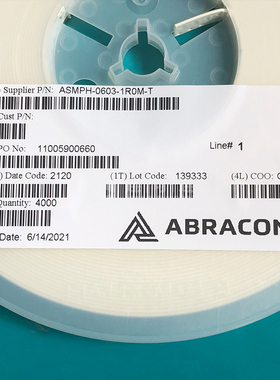 Supplier P/N: ASMPH-0603-1R0M-T
Cust P/N:
PO No: 11005900660 Line# 1
Date Code: 2120 (1T) Lot Code: 139333 (4L) COO:
Quantity: 4000
ABRACON
Date: 6/14/2021